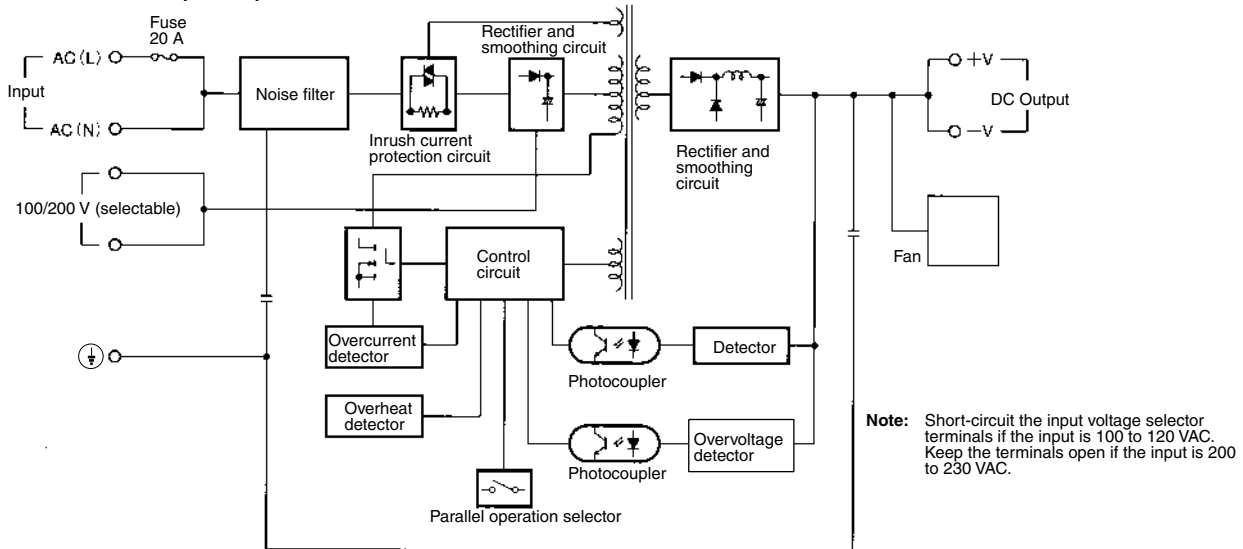 Fuse
20 A
AC (L)
Input
AC (N)
Noise filter
Inrush current
protection circuit
Rectifier and
smoothing circuit
Rectifier and
smoothing
circuit
+V
DC Output
−V
100/200 V (selectable)
Control
circuit
Fan
Overcurrent
detector
Photocoupler
Detector
Overheat
detector
Photocoupler
Overvoltage
detector
Parallel operation selector
Note: Short-circuit the input voltage selector
terminals if the input is 100 to 120 VAC.
Keep the terminals open if the input is 200
to 230 VAC.